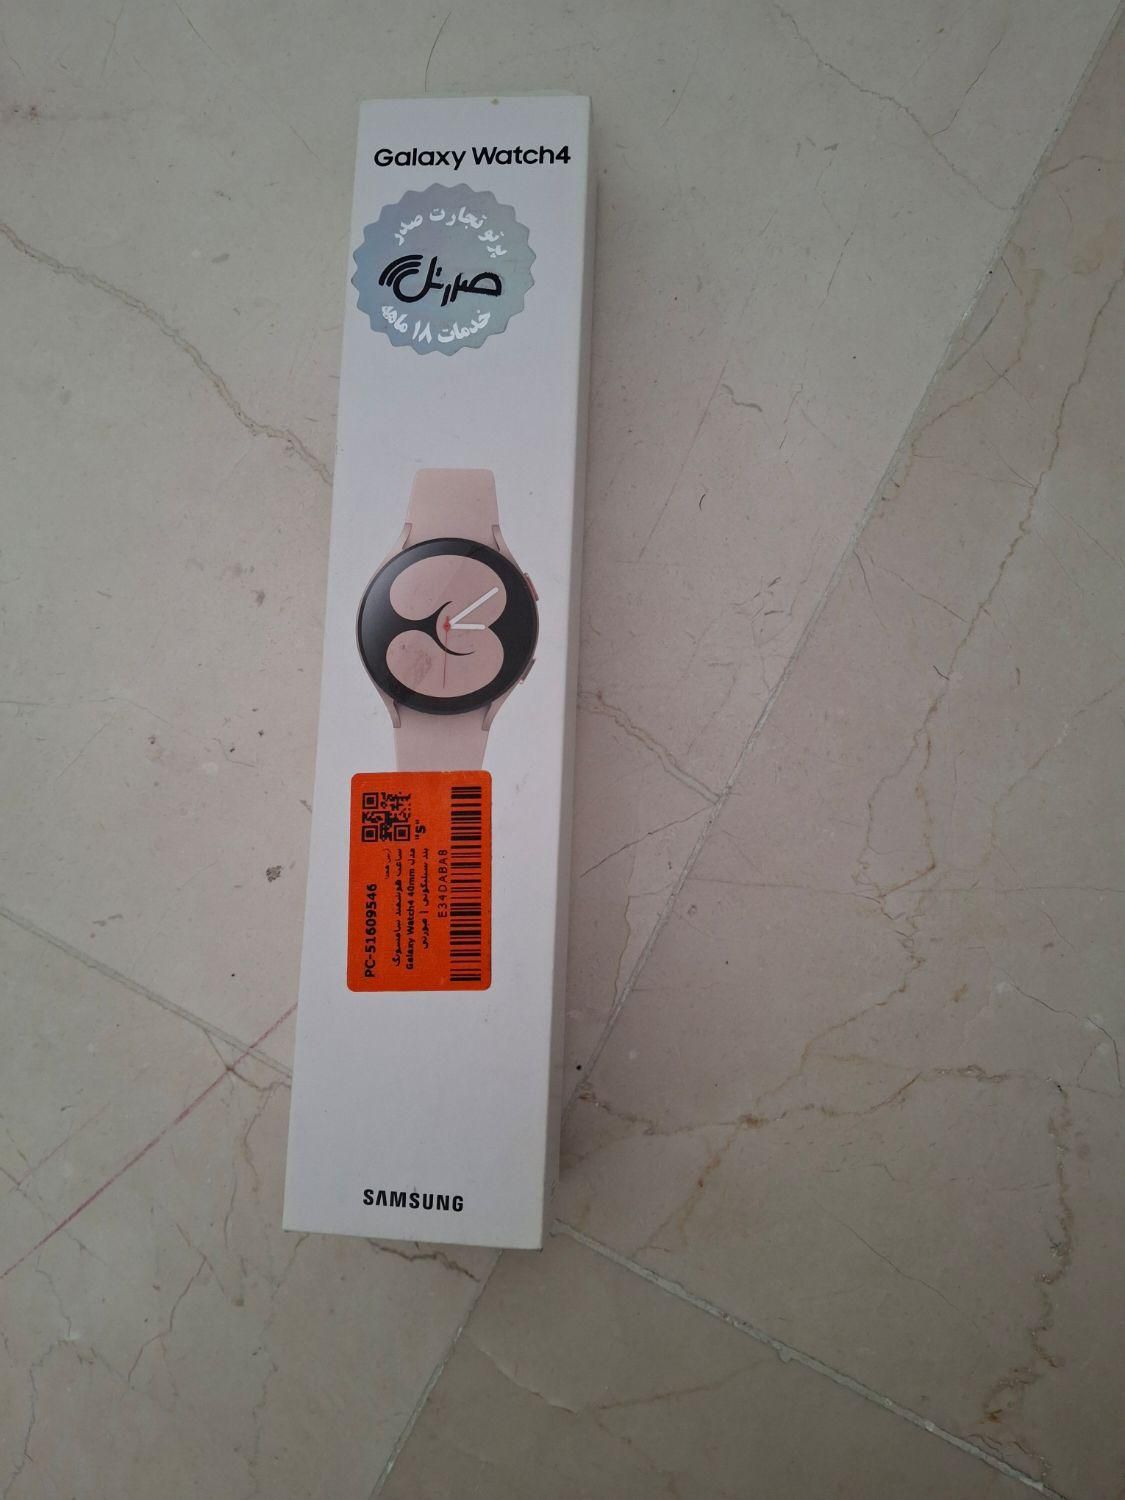 Galaxy Watch4
پرتو تجارت صدر
صدرتل
خدمات ۱۸ ماهه
PC-51609546
ساعت هوشمند سامسونگ
مدل Galaxy Watch4 40mm
بند سیلیکونی | صورتی
"S"
E34DABA8
SAMSUNG